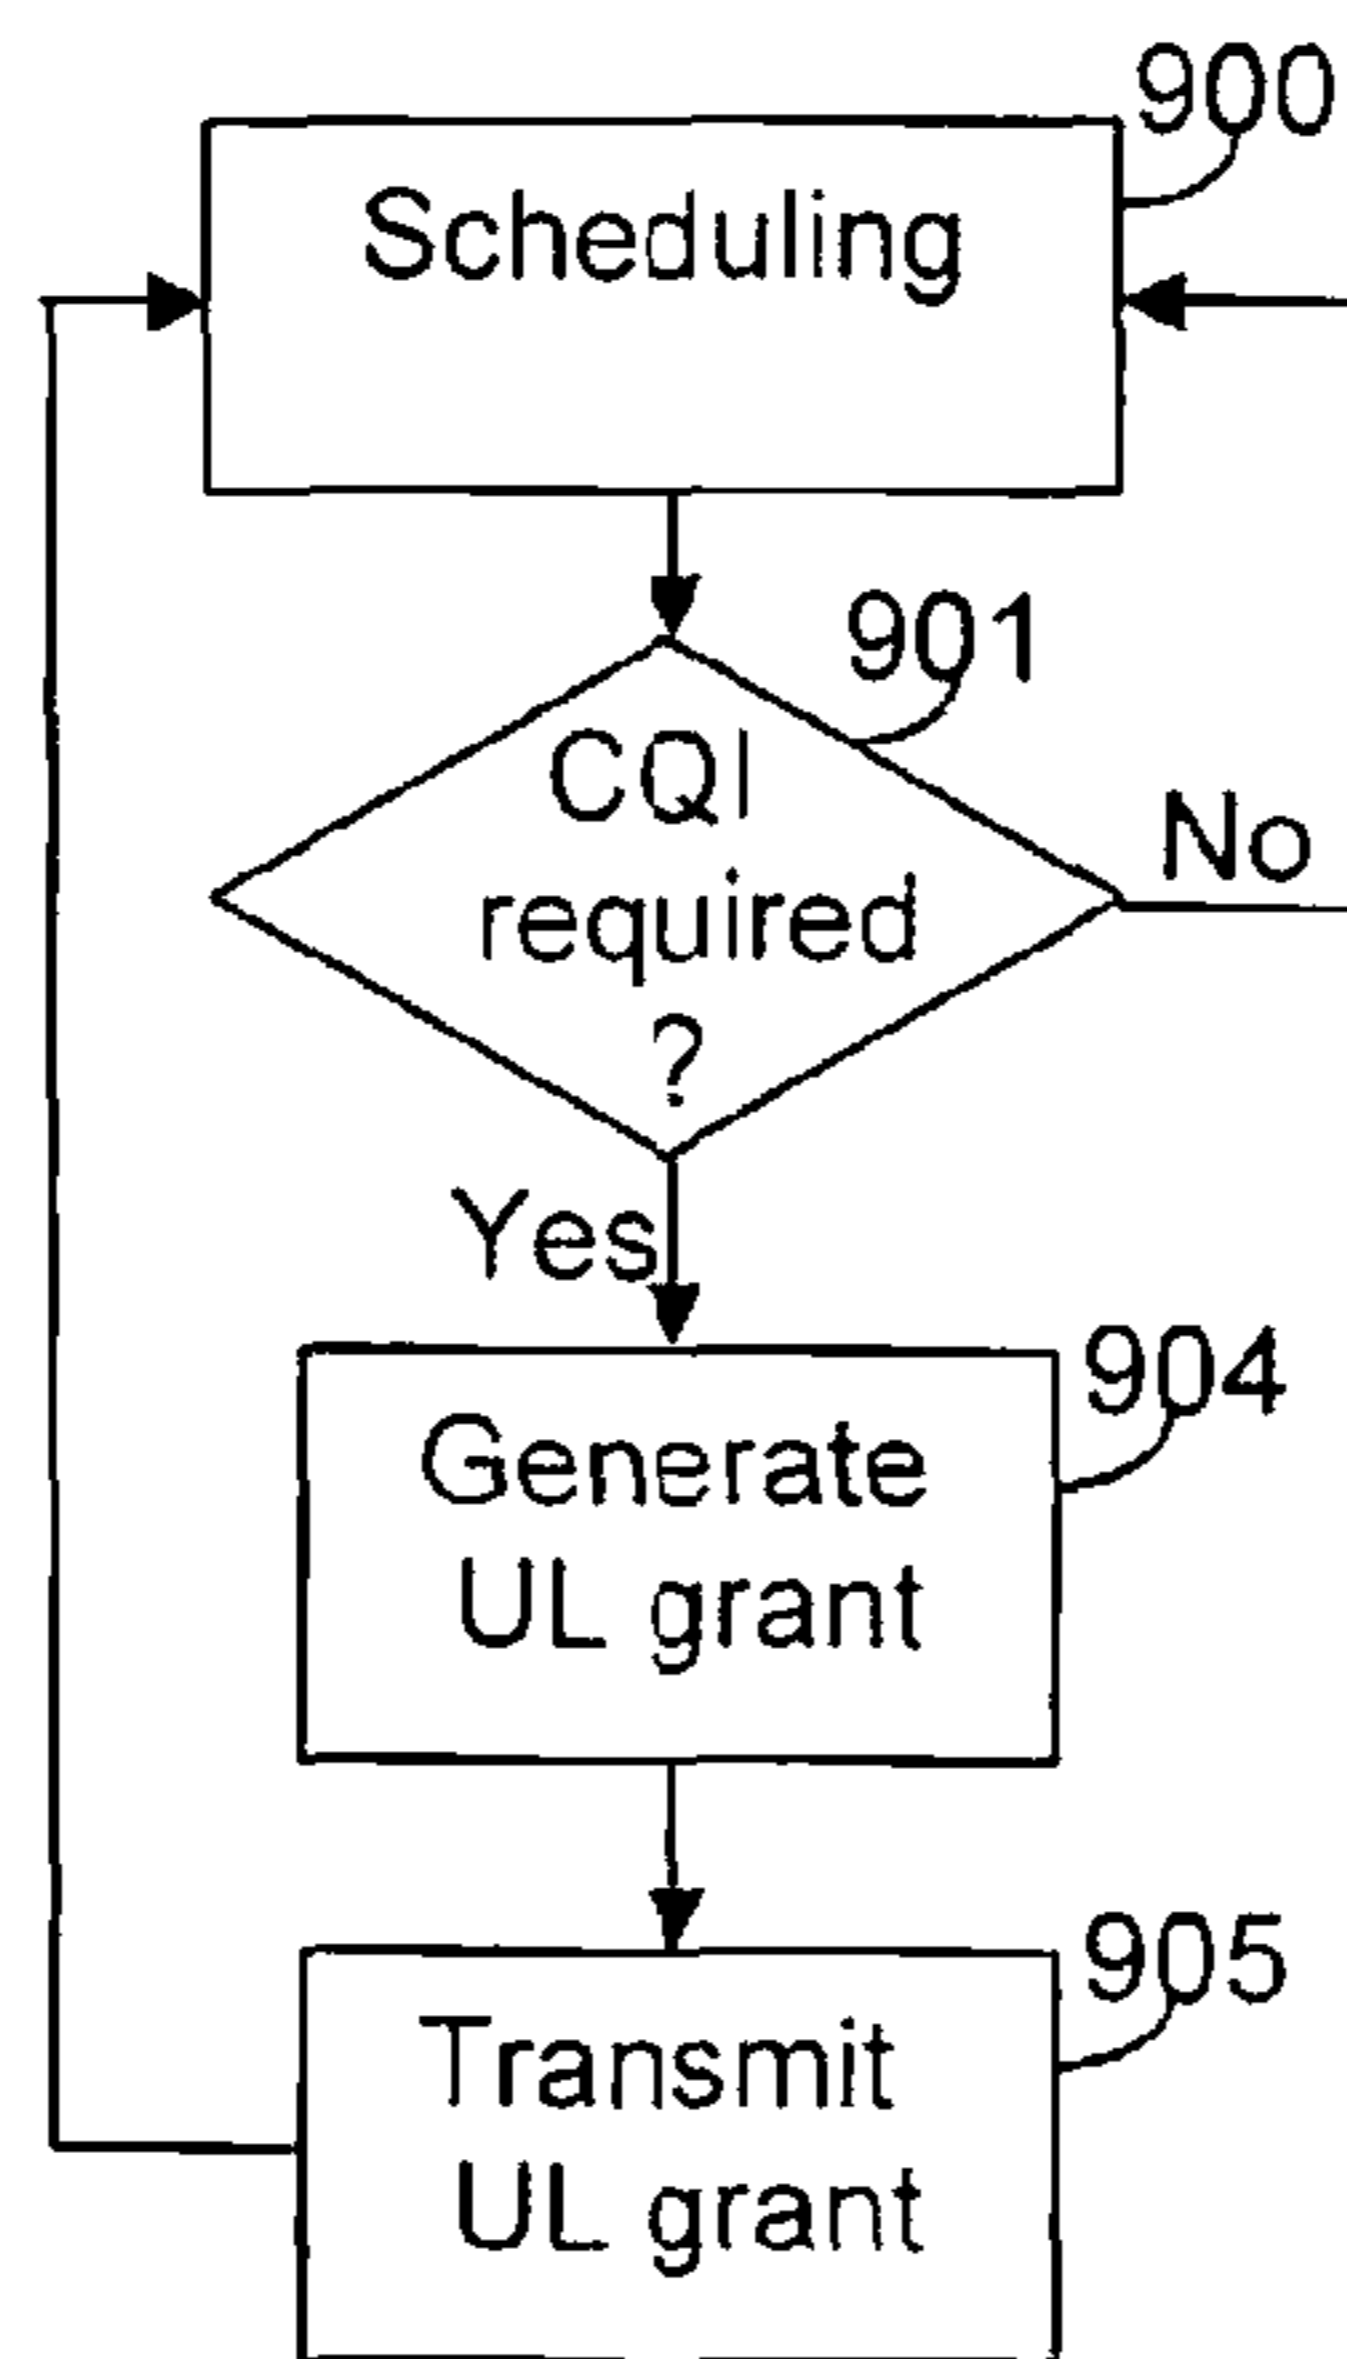 900
Scheduling
901
CQI
required
?
No
Yes
904
Generate
UL grant
905
Transmit
UL grant